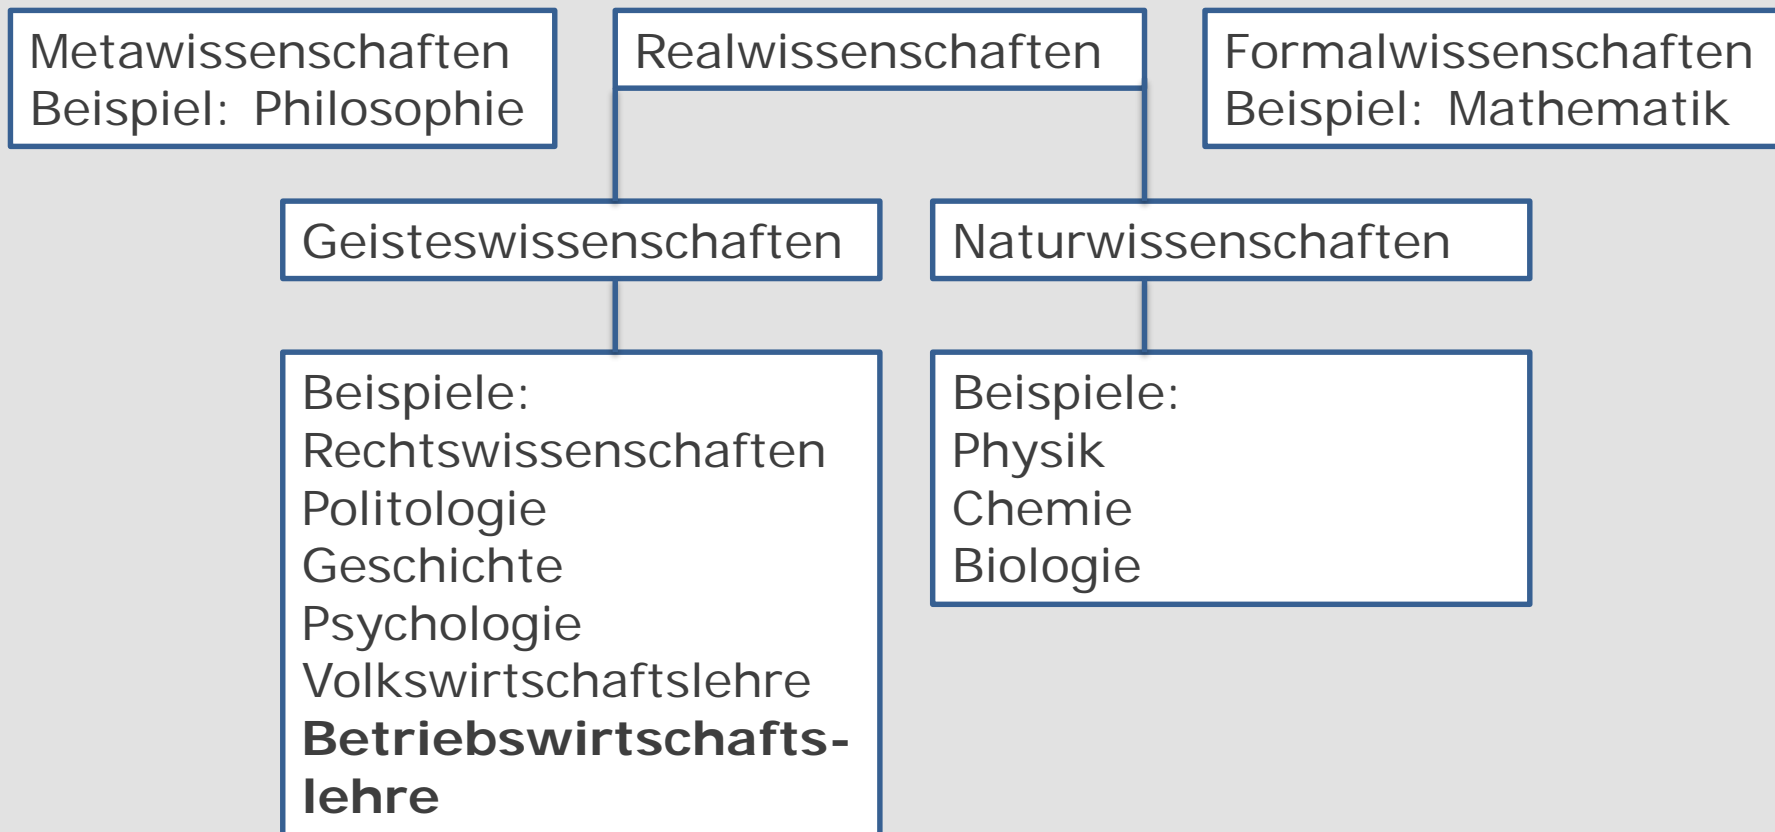 Metawissenschaften
Beispiel: Philosophie
Realwissenschaften
Formalwissenschaften
Beispiel: Mathematik
Geisteswissenschaften
Naturwissenschaften
Beispiele:
Rechtswissenschaften
Politologie
Geschichte
Psychologie
Volkswirtschaftslehre
Betriebswirtschafts-
lehre
Beispiele:
Physik
Chemie
Biologie